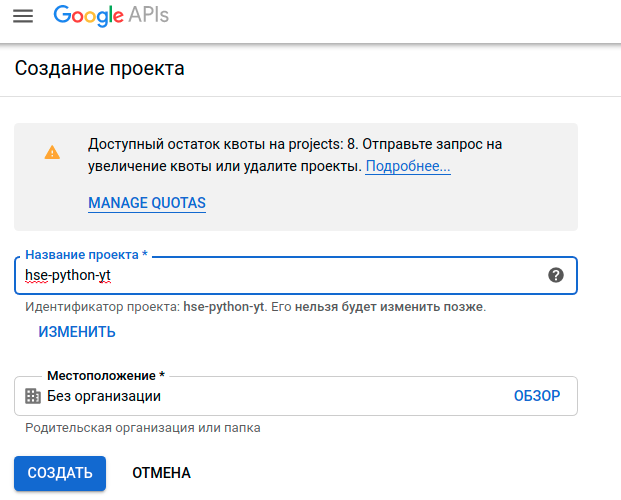 Google APIs
Создание проекта
Доступный остаток квоты на projects: 8. Отправьте запрос на
увеличение квоты или удалите проекты. Подробнее...
MANAGE QUOTAS
Название проекта *
hse-python-yt
Идентификатор проекта: hse-python-yt. Его нельзя будет изменить позже.
ИЗМЕНИТЬ
Местоположение *
Без организации ОБЗОР
Родительская организация или папка
СОЗДАТЬ ОТМЕНА